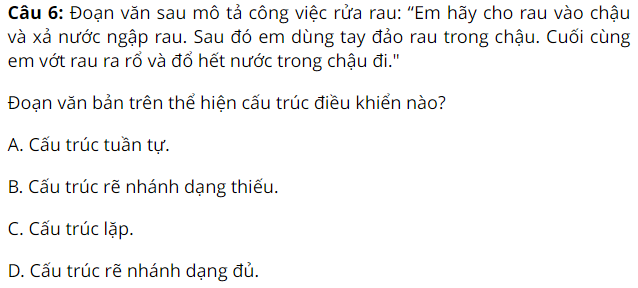 Câu 6: Đoạn văn sau mô tả công việc rửa rau: “Em hãy cho rau vào chậu
và xả nước ngập rau. Sau đó em dùng tay đảo rau trong chậu. Cuối cùng
em vớt rau ra rổ và đổ hết nước trong chậu đi."
Đoạn văn bản trên thể hiện cấu trúc điều khiển nào?
A. Cấu trúc tuần tự.
B. Cấu trúc rẽ nhánh dạng thiếu.
C. Cấu trúc lặp.
D. Cấu trúc rẽ nhánh dạng đủ.